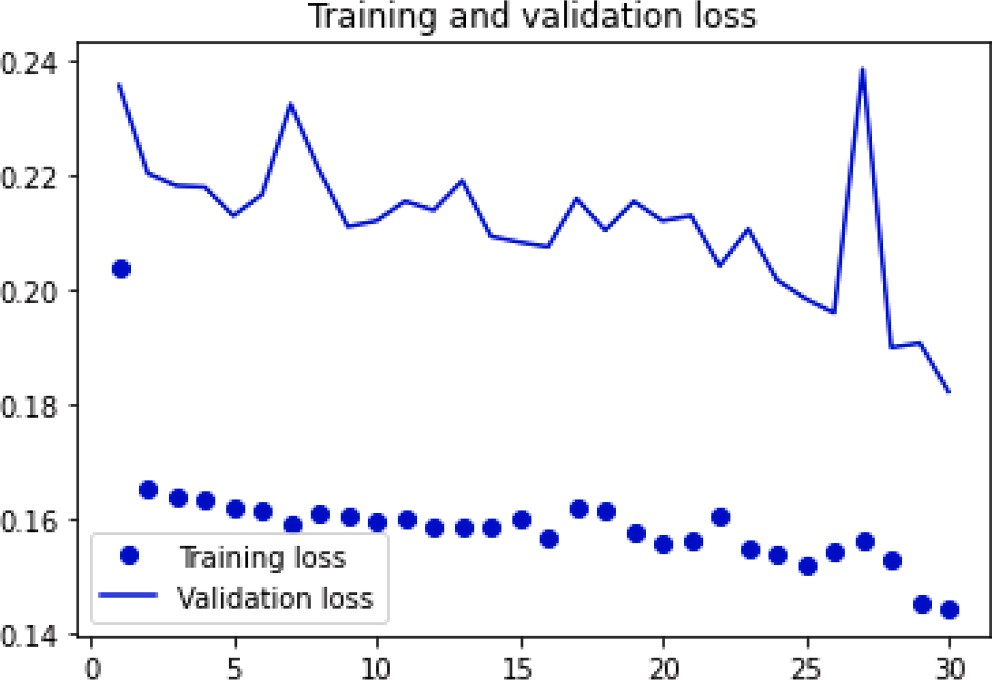 Training and validation loss
0.24
0.22
0.20
0.18
0.16
0.14
Training loss
Validation loss
0 5 10 15 20 25 30